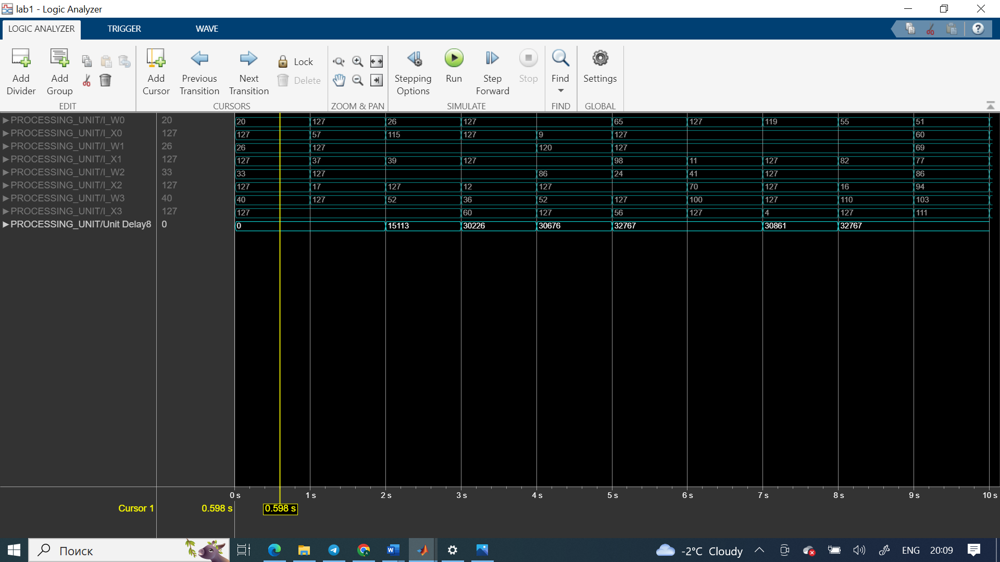 lab1 - Logic Analyzer
LOGIC ANALYZER TRIGGER WAVE
Add Divider
Add Group
EDIT
Add Cursor
Previous Transition
Next Transition
Lock
Delete
CURSORS
ZOOM & PAN
Stepping Options
Run
Step Forward
Stop
SIMULATE
Find
FIND
Settings
GLOBAL
PROCESSING_UNIT/I_W0 20 20 127 26 127 65 127 119 55 51
PROCESSING_UNIT/I_X0 127 127 57 115 127 9 127 60
PROCESSING_UNIT/I_W1 26 26 127 120 127 69
PROCESSING_UNIT/I_X1 127 127 37 39 127 98 11 127 82 77
PROCESSING_UNIT/I_W2 33 33 127 86 24 41 127 86
PROCESSING_UNIT/I_X2 127 127 17 127 12 127 70 127 16 94
PROCESSING_UNIT/I_W3 40 40 127 52 36 52 127 100 127 110 103
PROCESSING_UNIT/I_X3 127 127 60 127 56 127 4 127 111
PROCESSING_UNIT/Unit Delay8 0 0 15113 30226 30676 32767 30861 32767
0 s 1 s 2 s 3 s 4 s 5 s 6 s 7 s 8 s 9 s 10 s
Cursor 1 0.598 s 0.598 s
Поиск -2°C Cloudy ENG 20:09